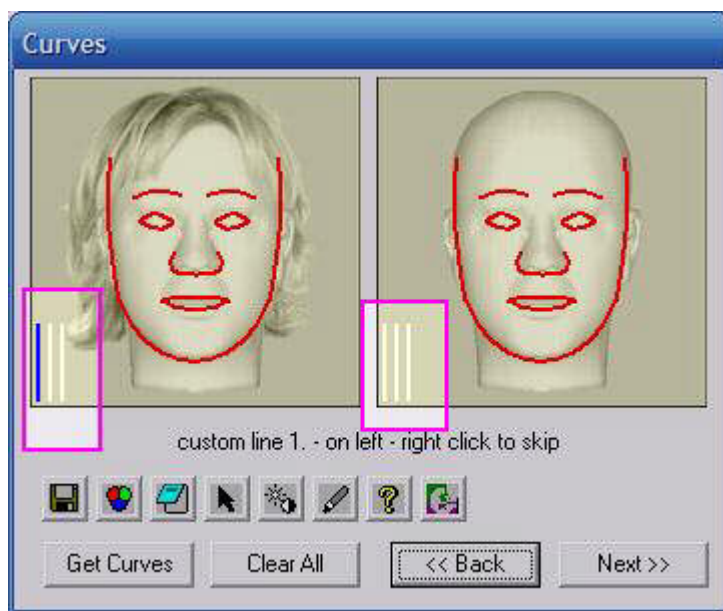 Curves
custom line 1. - on left - right click to skip
Get Curves
Clear All
<< Back
Next >>